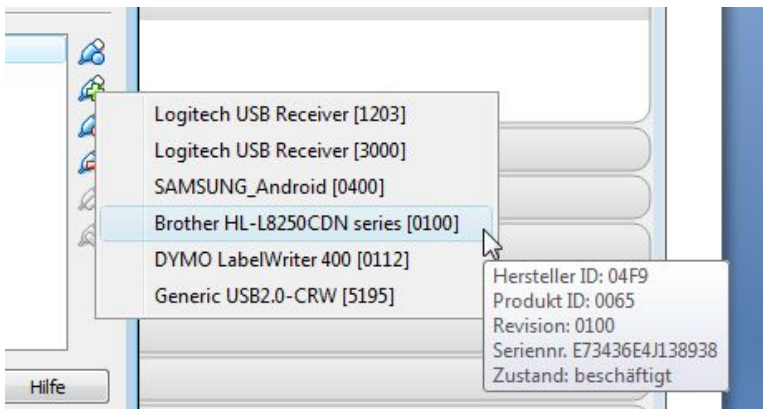 Logitech USB Receiver [1203]
Logitech USB Receiver [3000]
SAMSUNG_Android [0400]
Brother HL-L8250CDN series [0100]
DYMO LabelWriter 400 [0112]
Generic USB2.0-CRW [5195]
Hersteller ID: 04F9
Produkt ID: 0065
Revision: 0100
Seriennr. E73436E4J138938
Zustand: beschäftigt
Hilfe